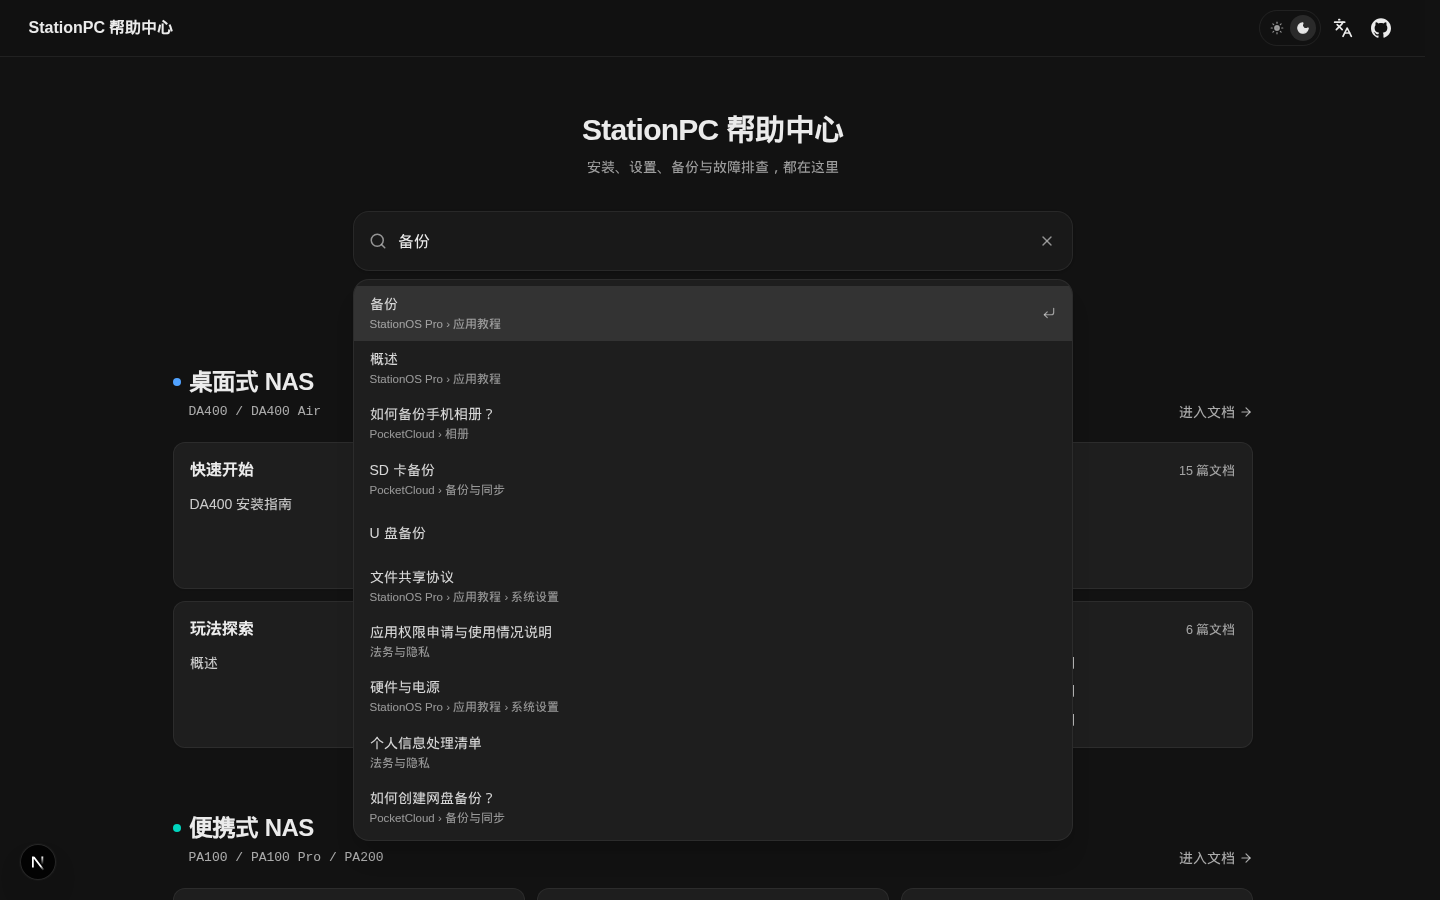 StationPC 帮助中心
StationPC 帮助中心
安装、设置、备份与故障排查，都在这里
备份
备份
StationOS Pro › 应用教程
概述
StationOS Pro › 应用教程
如何备份手机相册？
PocketCloud › 相册
SD 卡备份
PocketCloud › 备份与同步
U 盘备份
文件共享协议
StationOS Pro › 应用教程 › 系统设置
应用权限申请与使用情况说明
法务与隐私
硬件与电源
StationOS Pro › 应用教程 › 系统设置
个人信息处理清单
法务与隐私
如何创建网盘备份？
PocketCloud › 备份与同步
桌面式 NAS
DA400 / DA400 Air
进入文档
快速开始
DA400 安装指南
15 篇文档
玩法探索
概述
6 篇文档
便携式 NAS
PA100 / PA100 Pro / PA200
进入文档